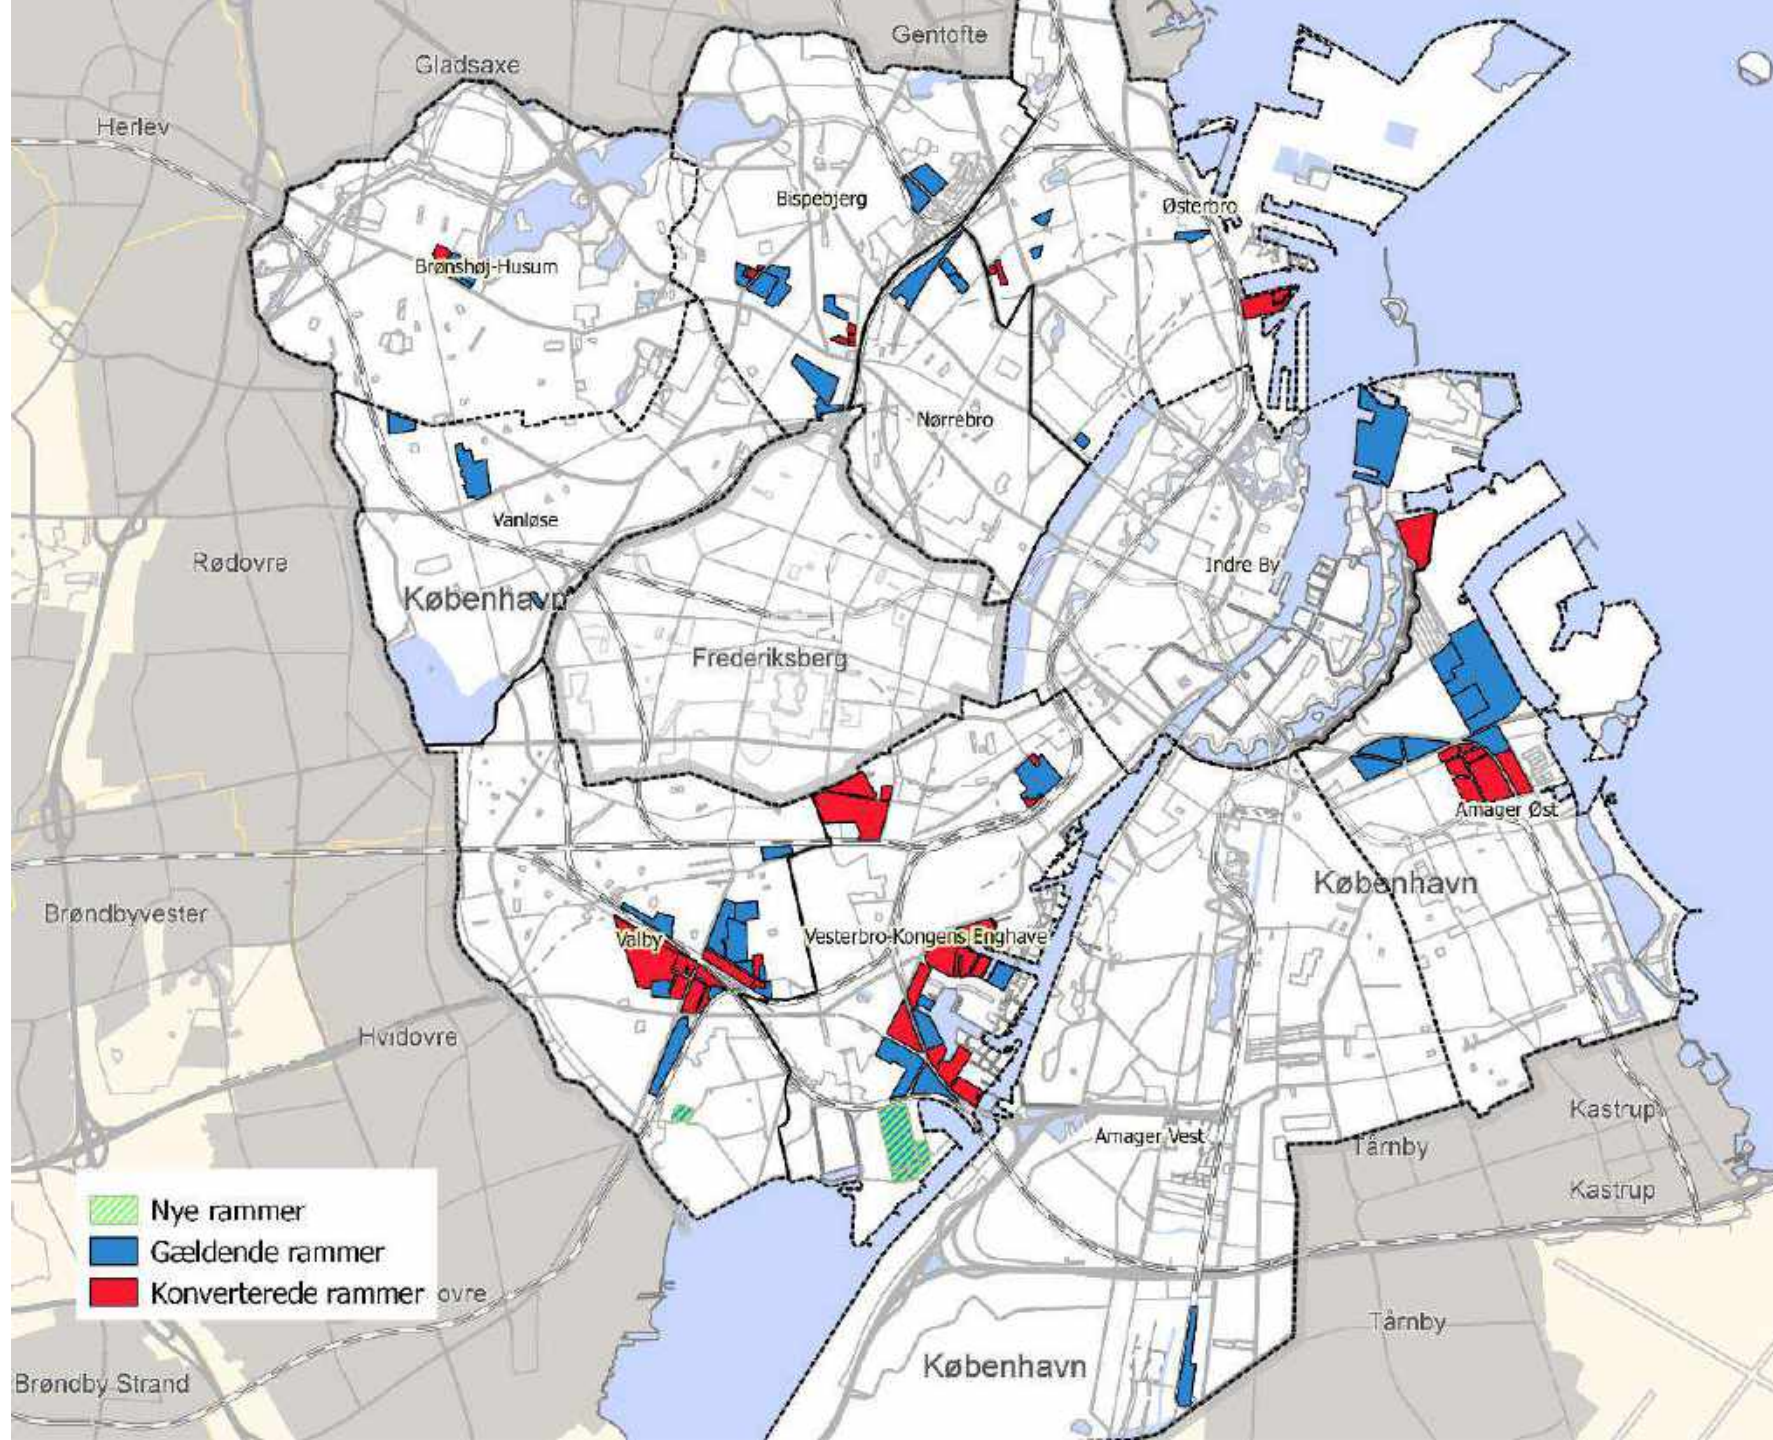 Gentofte
Gladsaxe
Herlev
Bispebjerg
Østerbro
Brønshøj-Husum
Nørrebro
Vanløse
Rødovre
Indre By
København
Frederiksberg
Amager Øst
København
Brøndbyvester
Valby
Vesterbro-Kongens Enghave
Hvidovre
Kastrup
Amager Vest
Tårnby
Kastrup
Nye rammer
Gældende rammer
Konverterede rammer
ovre
Tårnby
København
Brøndby Strand